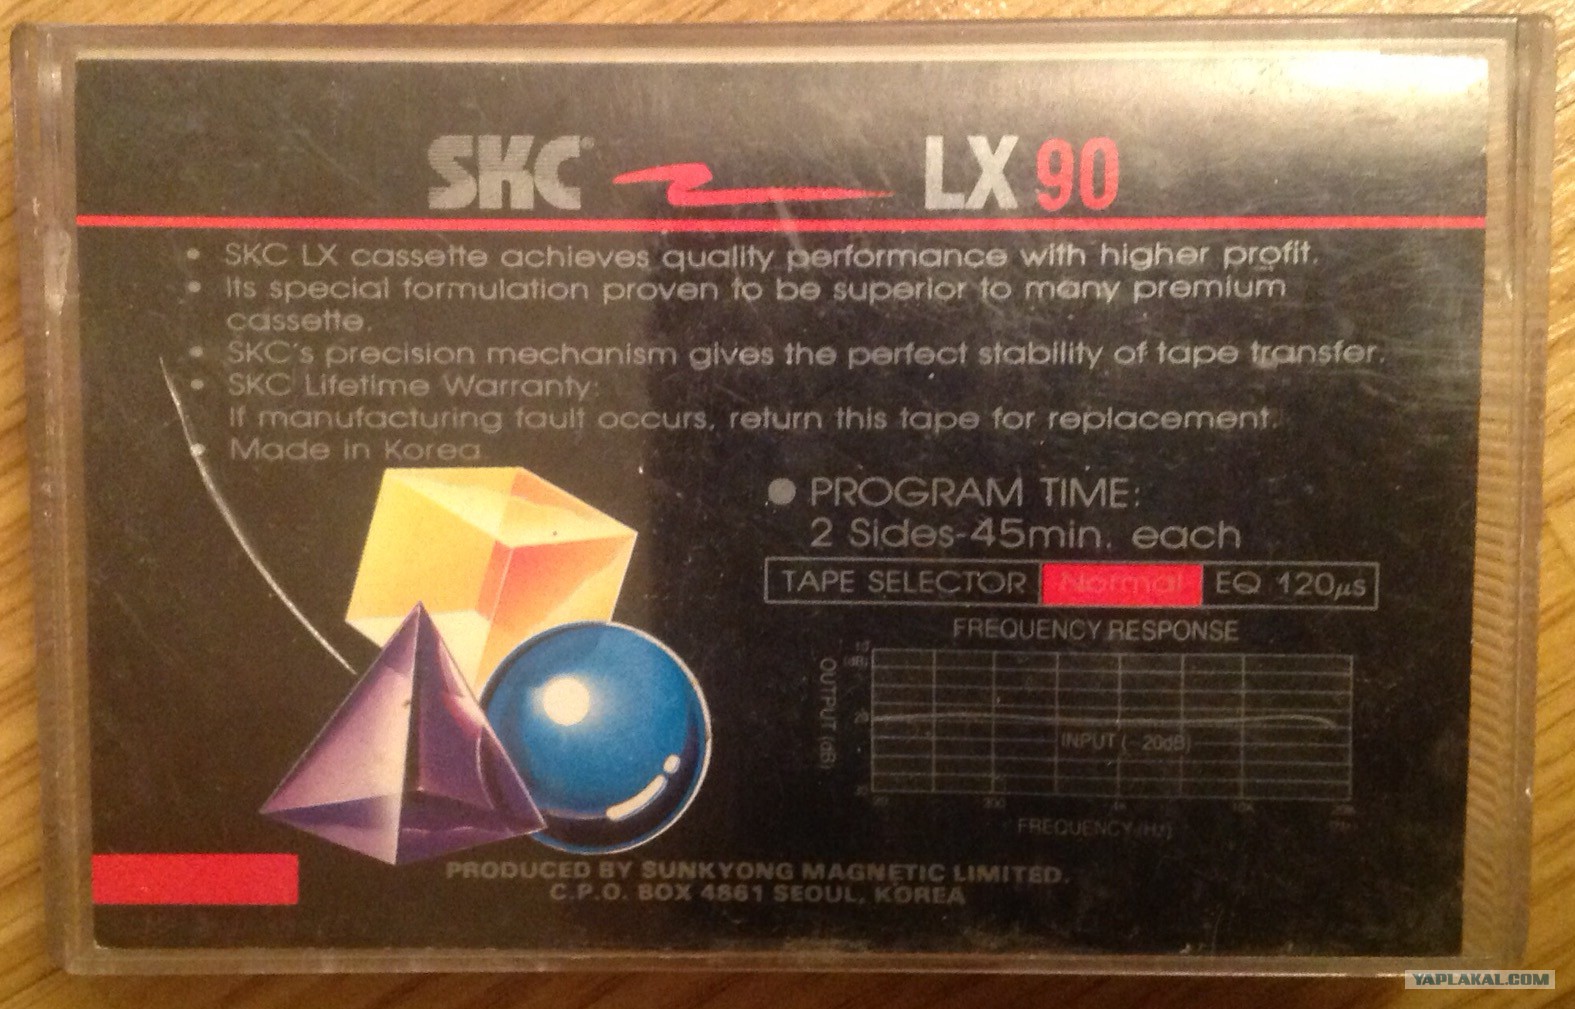 SKC LX 90
• SKC LX cassette achieves quality performance with higher profit.
• Its special formulation proven to be superior to many premium
cassette.
• SKC's precision mechanism gives the perfect stability of tape transfer.
• SKC Lifetime Warranty:
If manufacturing fault occurs, return this tape for replacement.
• Made in Korea
● PROGRAM TIME:
2 Sides-45min. each
TAPE SELECTOR Normal EQ 120µs
FREQUENCY RESPONSE
10
(dB)
OUTPUT (dB)
INPUT (-20dB)
FREQUENCY (Hz)
PRODUCED BY SUNKYONG MAGNETIC LIMITED.
C.P.O. BOX 4861 SEOUL, KOREA
YAPLAKAL.COM